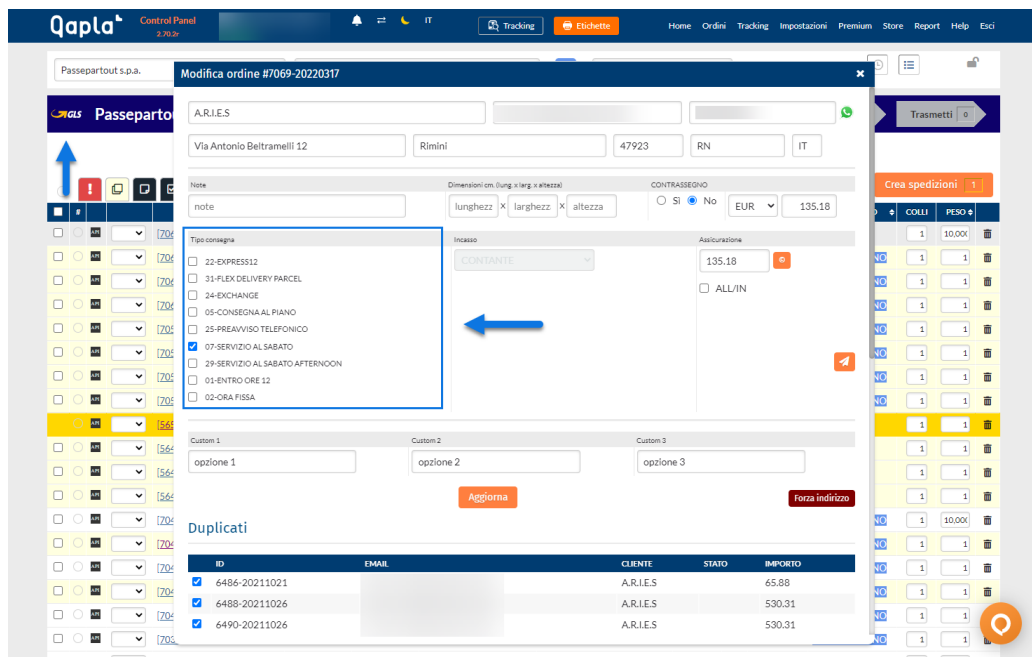 Qapla' Control Panel IT Tracking Etichette Home Ordini Tracking Impostazioni Premium Store Report Help Esci
2.70.2r
Passepartout s.p.a.
Modifica ordine #7069-20220317 ×
GLS Passeparto Trasmetti 0
A.R.I.E.S
Via Antonio Beltramelli 12 Rimini 47923 RN IT
Crea spedizioni 1
Note Dimensioni cm. (lung. x larg. x altezza) CONTRASSEGNO
note lunghezz X larghezz X altezza Sì No EUR 135.18
# COLLI PESO
Tipo consegna Incasso Assicurazione
CONTANTE 135.18
22-EXPRESS12
31-FLEX DELIVERY PARCEL
ALL/IN
24-EXCHANGE
05-CONSEGNA AL PIANO
25-PREAVVISO TELEFONICO
07-SERVIZIO AL SABATO
29-SERVIZIO AL SABATO AFTERNOON
01-ENTRO ORE 12
02-ORA FISSA
Custom 1 Custom 2 Custom 3
opzione 1 opzione 2 opzione 3
Aggiorna Forza indirizzo
Duplicati
ID EMAIL CLIENTE STATO IMPORTO
6486-20211021 A.R.I.E.S 65.88
6488-20211026 A.R.I.E.S 530.31
6490-20211026 A.R.I.E.S 530.31